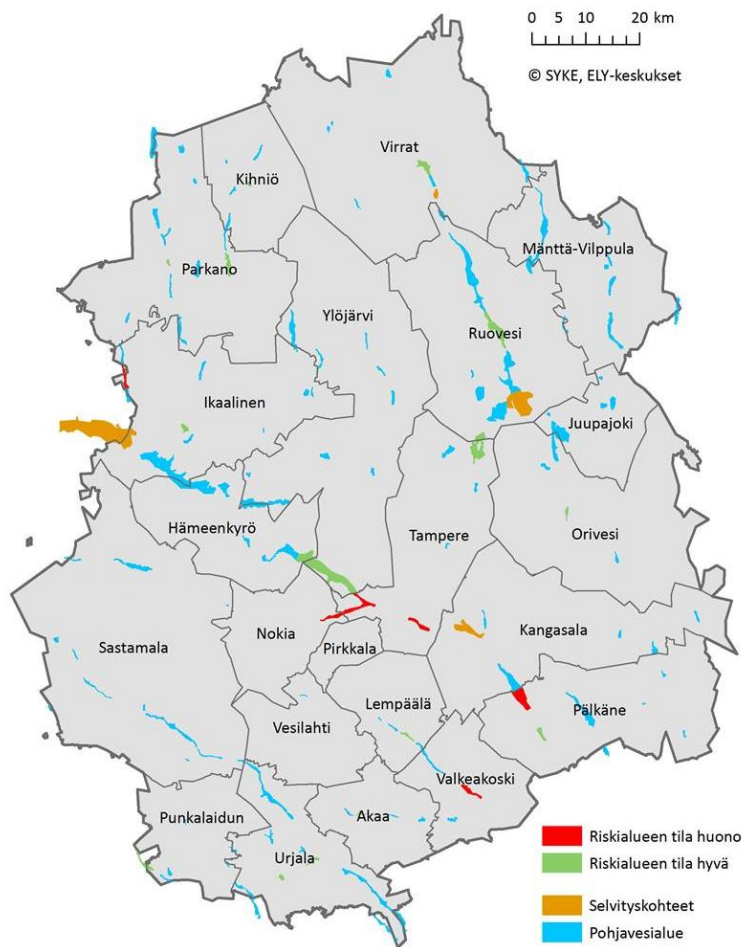 0 5 10 20 km
© SYKE, ELY-keskukset
Virrat
Kihniö
Mänttä-Vilppula
Parkano
Ylöjärvi
Ruovesi
Ikaalinen
Juupajoki
Hämeenkyrö
Tampere
Orivesi
Nokia
Kangasala
Sastamala
Pirkkala
Lempäälä
Pälkäne
Vesilahti
Valkeakoski
Punkalaidun
Akaa
Urjala
Riskialueen tila huono
Riskialueen tila hyvä
Selvityskohteet
Pohjavesialue